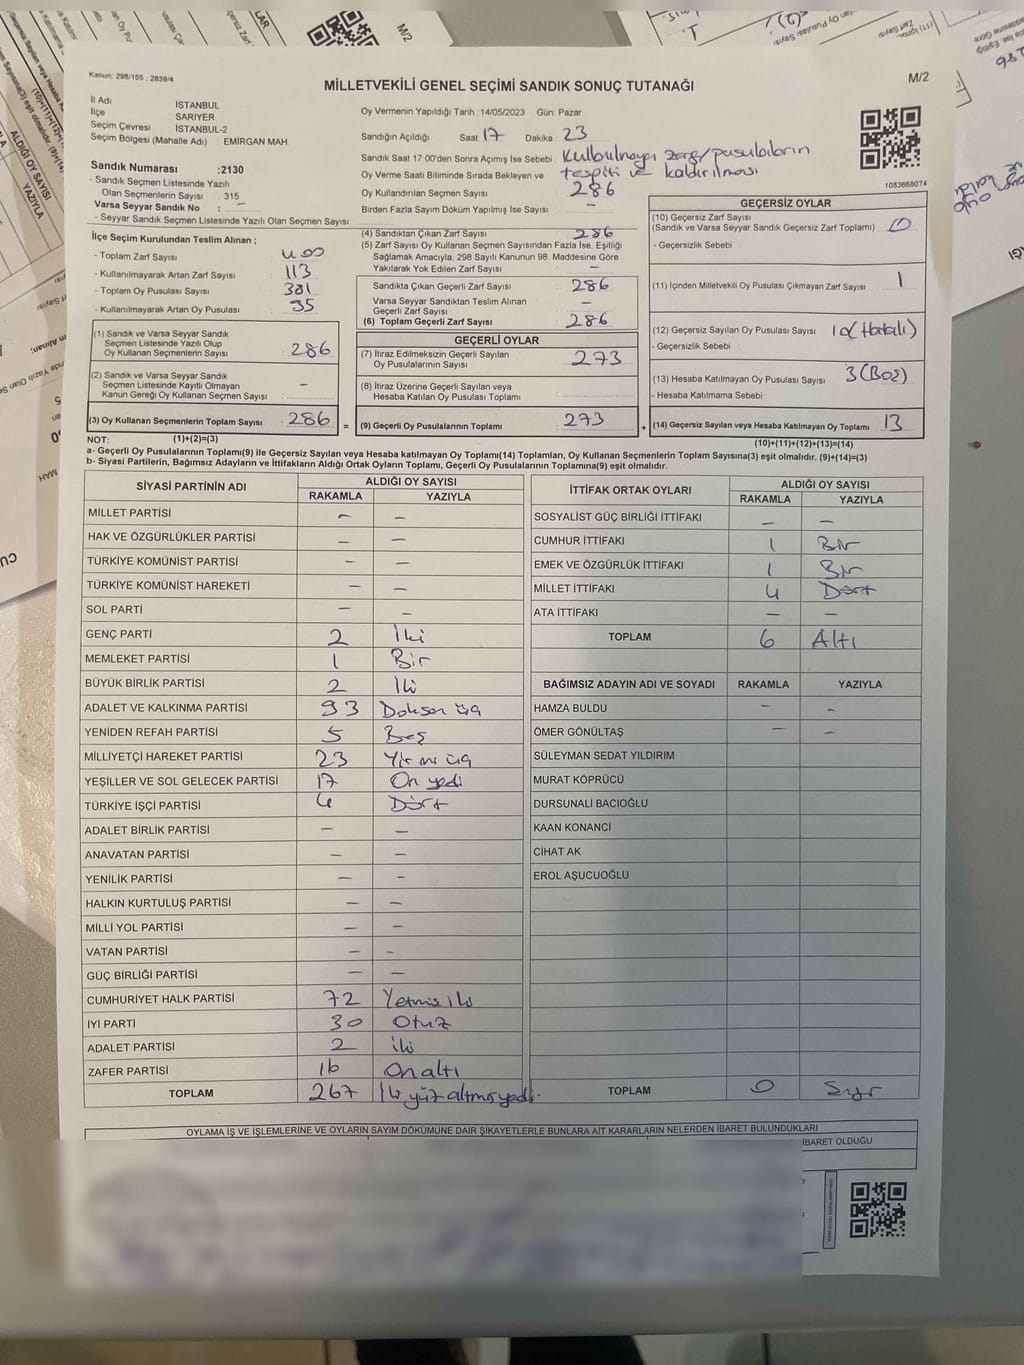 Kanun: 298/105 , 2839/4
MİLLETVEKİLİ GENEL SEÇİMİ SANDIK SONUÇ TUTANAĞI
M/2
İl Adı İSTANBUL
İlçe SARIYER
Seçim Çevresi İSTANBUL-2
Seçim Bölgesi (Mahalle Adı) : EMİRGAN MAH.
Oy Vermenin Yapıldığı Tarih : 14/05/2023 Gün: Pazar
Sandığın Açıldığı Saat : 17 Dakika : 23
Sandık Saat 17:00'den Sonra Açımış İse Sebebi
Oy Verme Saati Bitiminde Sırada Bekleyen ve
tespiti ve kaldırılması
Oy Kullandırılan Seçmen Sayısı 286
Birden Fazla Sayım Döküm Yapılmış İse Sayısı –
1083668074
Sandık Numarası :2130
- Sandık Seçmen Listesinde Yazılı
Olan Seçmenlerin Sayısı : 315
Varsa Seyyar Sandık No : –
- Seyyar Sandık Seçmen Listesinde Yazılı Olan Seçmen Sayısı:
İlçe Seçim Kurulundan Teslim Alınan ;
- Toplam Zarf Sayısı : 400
- Kullanılmayarak Artan Zarf Sayısı : 113
- Toplam Oy Pusulası Sayısı : 321
- Kullanılmayarak Artan Oy Pusulası : 35
(1) Sandık ve Varsa Seyyar Sandık
Seçmen Listesinde Yazılı Olup
Oy Kullanan Seçmenlerin Sayısı : 286
(2) Sandık ve Varsa Seyyar Sandık
Seçmen Listesinde Kayıtlı Olmayan
Kanun Gereği Oy Kullanan Seçmen Sayısı : –
(3) Oy Kullanan Seçmenlerin Toplam Sayısı : 286 =
(4) Sandıktan Çıkan Zarf Sayısı 286
(5) Zarf Sayısı Oy Kullanan Seçmen Sayısından Fazla İse, Eşitliği
Sağlamak Amacıyla, 298 Sayılı Kanunun 98. Maddesine Göre
Yakılarak Yok Edilen Zarf Sayısı –
Sandıkta Çıkan Geçerli Zarf Sayısı 286
Varsa Seyyar Sandıktan Teslim Alınan
Geçerli Zarf Sayısı –
(6) Toplam Geçerli Zarf Sayısı 286
GEÇERLİ OYLAR
(7) İtiraz Edilmeksizin Geçerli Sayılan
Oy Pusulalarının Sayısı 273
(8) İtiraz Üzerine Geçerli Sayılan veya
Hesaba Katılan Oy Pusulası Toplamı
(9) Geçerli Oy Pusulalarının Toplamı 273 +
GEÇERSİZ OYLAR
(10) Geçersiz Zarf Sayısı
(Sandık ve Varsa Seyyar Sandık Geçersiz Zarf Toplamı) 0
- Geçersizlik Sebebi
(11) İçinden Milletvekili Oy Pusulası Çıkmayan Zarf Sayısı 1
(12) Geçersiz Sayılan Oy Pusulası Sayısı
- Geçersizlik Sebebi :
(13) Hesaba Katılmayan Oy Pusulası Sayısı 3 (Boş)
- Hesaba Katılmama Sebebi :
(14) Geçersiz Sayılan veya Hesaba Katılmayan Oy Toplamı : 13
NOT: (1)+(2)=(3)
(10)+(11)+(12)+(13)=(14)
a- Geçerli Oy Pusulalarının Toplamı(9) ile Geçersiz Sayılan veya Hesaba katılmayan Oy Toplamı(14) Toplamları, Oy Kullanan Seçmenlerin Toplam Sayısına(3) eşit olmalıdır. (9)+(14)=(3)
b- Siyasi Partilerin, Bağımsız Adayların ve İttifakların Aldığı Ortak Oyların Toplamı, Geçerli Oy Pusulalarının Toplamına(9) eşit olmalıdır.
SİYASİ PARTİNİN ADI ALDIĞI OY SAYISI
RAKAMLA YAZIYLA
MİLLET PARTİSİ – –
HAK VE ÖZGÜRLÜKLER PARTİSİ – –
TÜRKİYE KOMÜNİST PARTİSİ – –
TÜRKİYE KOMÜNİST HAREKETİ – –
SOL PARTİ – –
GENÇ PARTİ 2 İki
MEMLEKET PARTİSİ 1 Bir
BÜYÜK BİRLİK PARTİSİ 2 İki
ADALET VE KALKINMA PARTİSİ 93 Doksan üç
YENİDEN REFAH PARTİSİ 5 Beş
MİLLİYETÇİ HAREKET PARTİSİ 23 Yirmi üç
YEŞİLLER VE SOL GELECEK PARTİSİ 17 On yedi
TÜRKİYE İŞÇİ PARTİSİ 4 Dört
ADALET BİRLİK PARTİSİ – –
ANAVATAN PARTİSİ – –
YENİLİK PARTİSİ – –
HALKIN KURTULUŞ PARTİSİ – –
MİLLİ YOL PARTİSİ – –
VATAN PARTİSİ – –
GÜÇ BİRLİĞİ PARTİSİ – –
CUMHURİYET HALK PARTİSİ 72 Yetmiş iki
İYİ PARTİ 30 Otuz
ADALET PARTİSİ 2 iki
ZAFER PARTİSİ 16 Onaltı
TOPLAM 267 İki yüz altmış yedi.
İTTİFAK ORTAK OYLARI ALDIĞI OY SAYISI
RAKAMLA YAZIYLA
SOSYALİST GÜÇ BİRLİĞİ İTTİFAKI – –
CUMHUR İTTİFAKI 1 Bir
EMEK VE ÖZGÜRLÜK İTTİFAKI 1 Bir
MİLLET İTTİFAKI 4 Dört
ATA İTTİFAKI – –
TOPLAM 6 Altı
BAĞIMSIZ ADAYIN ADI VE SOYADI RAKAMLA YAZIYLA
HAMZA BULDU – –
ÖMER GÖNÜLTAŞ – –
SÜLEYMAN SEDAT YILDIRIM
MURAT KÖPRÜCÜ
DURSUNALİ BACIOĞLU
KAAN KONANCİ
CİHAT AK
EROL AŞUCUOĞLU
TOPLAM 0 Sıfır
OYLAMA İŞ VE İŞLEMLERİNE VE OYLARIN SAYIM DÖKÜMÜNE DAİR ŞİKAYETLERLE BUNLARA AİT KARARLARIN NELERDEN İBARET BULUNDUKLARI
İBARET OLDUĞU